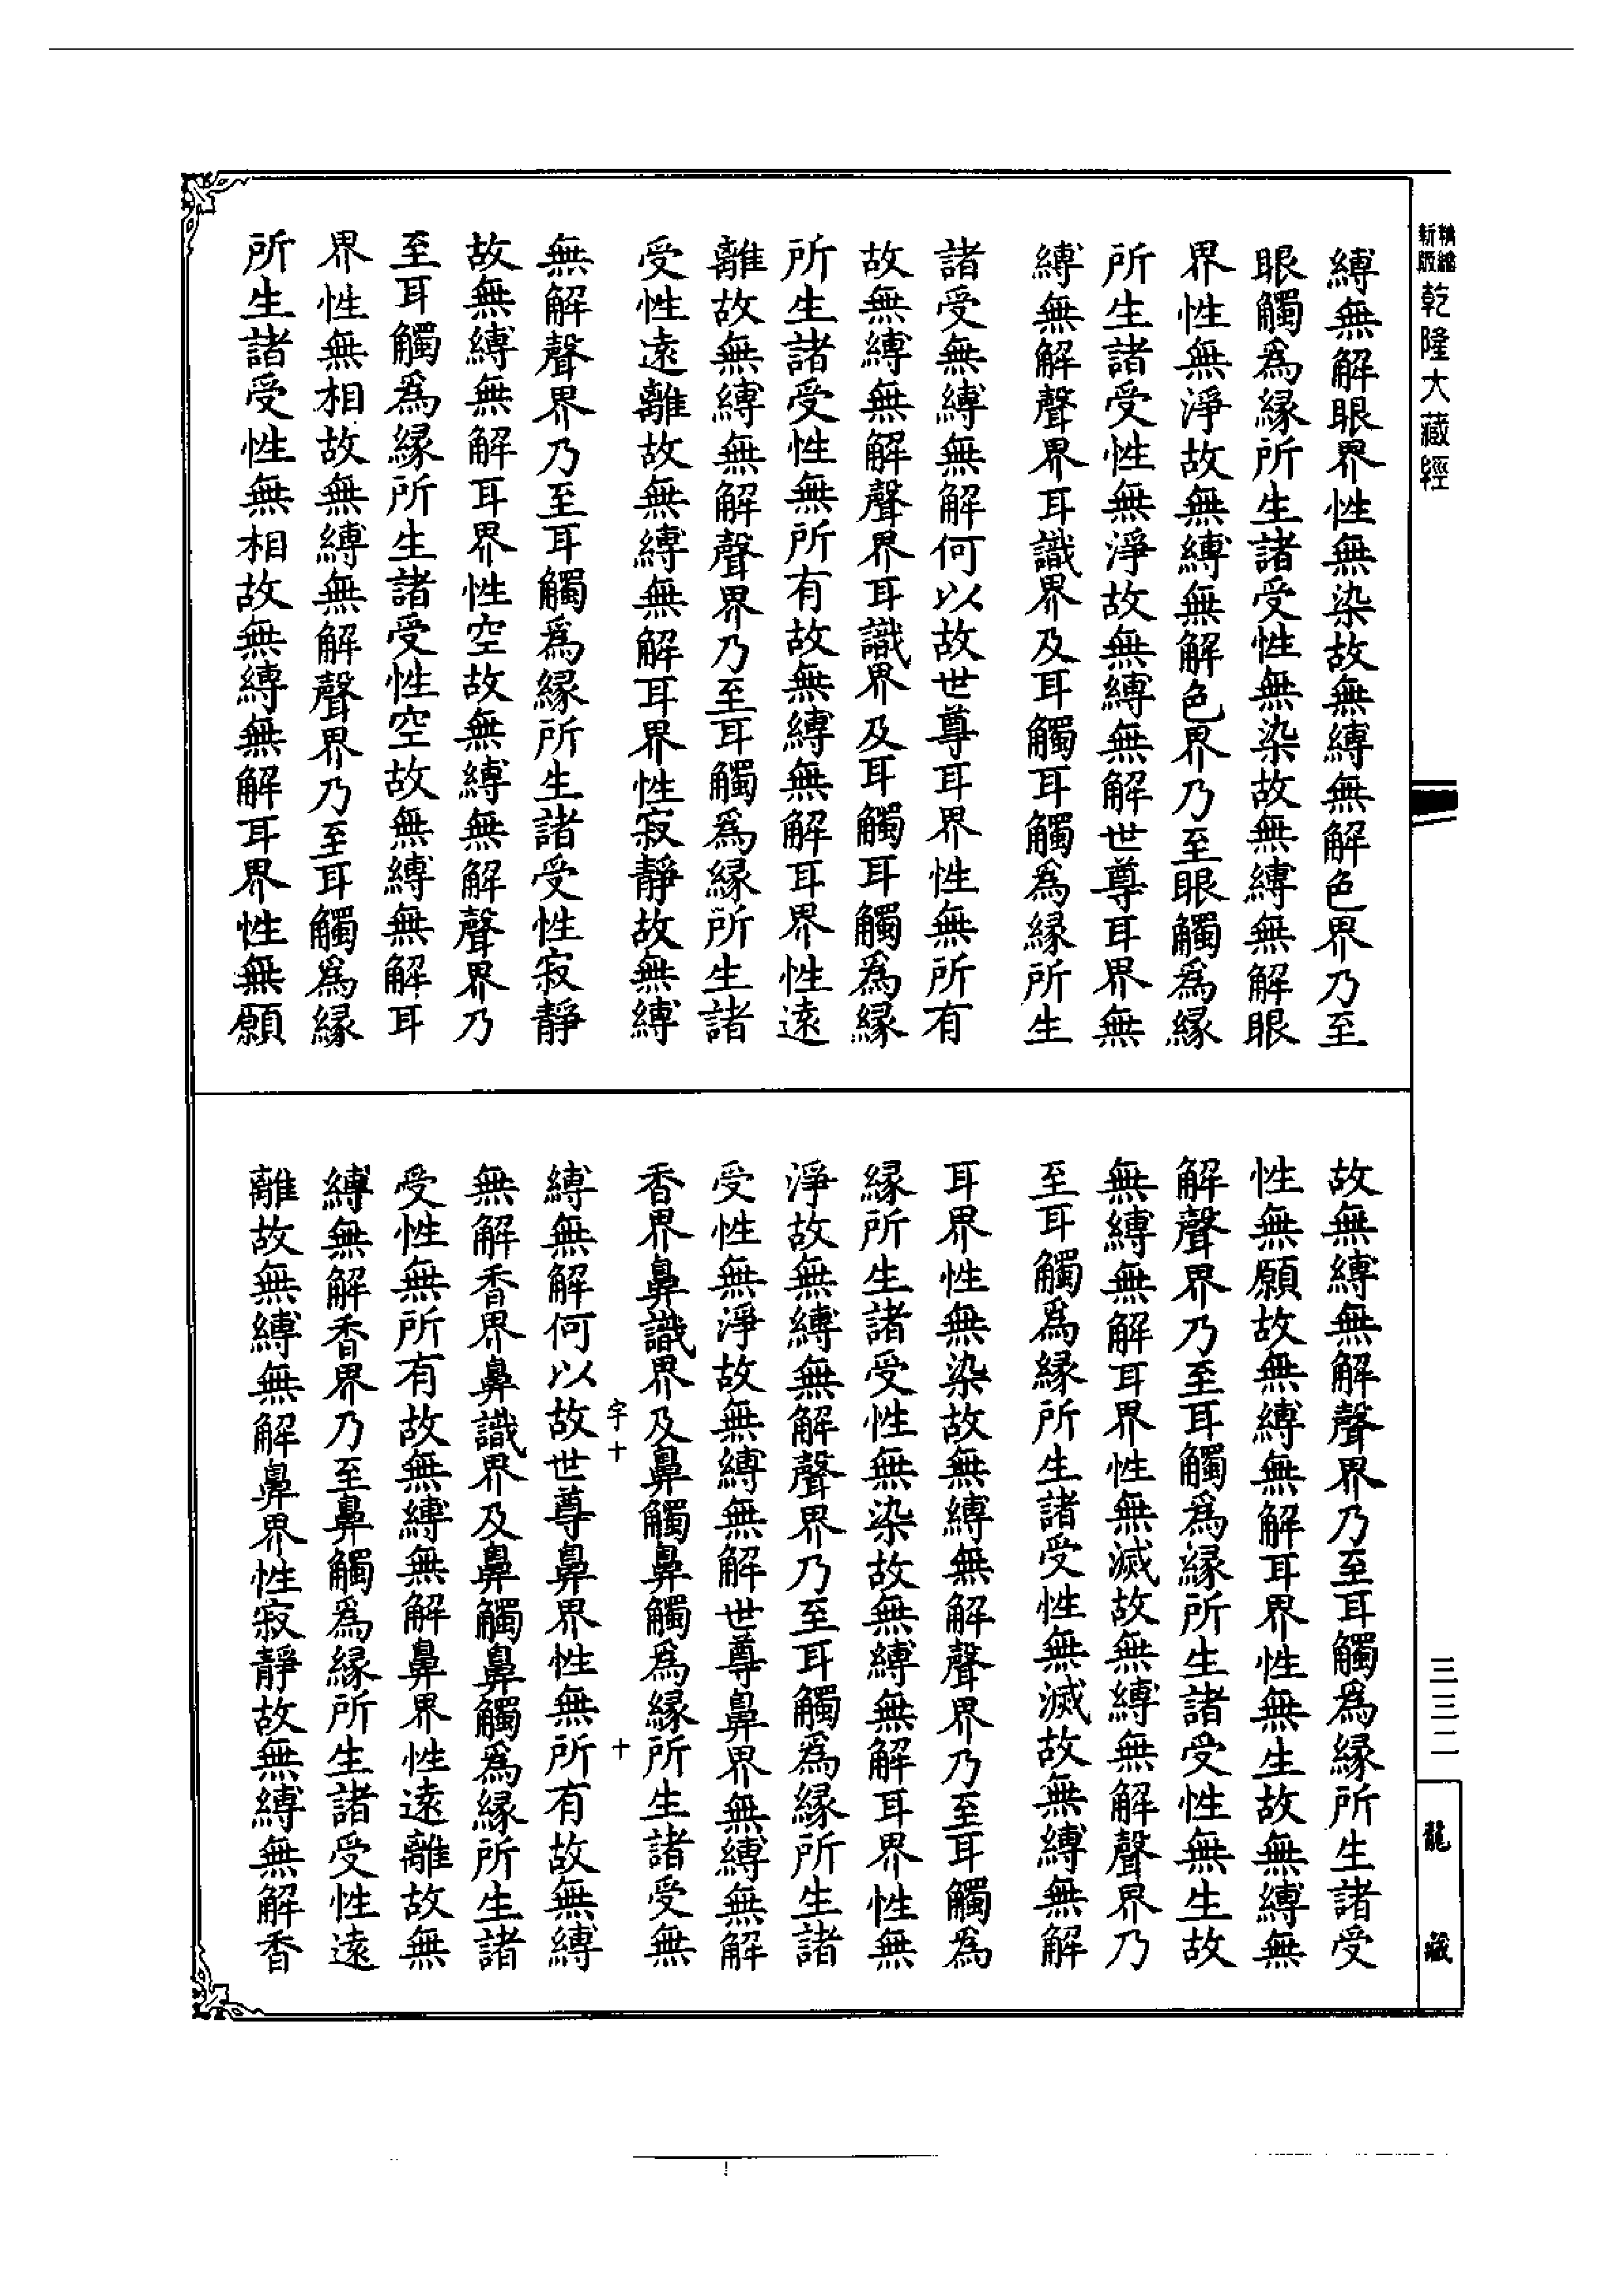 精縮新版
乾隆大藏經
縛無解眼界性無染故無縛無解色界乃至
眼觸爲緣所生諸受性無染故無縛無解眼
界性無淨故無縛無解色界乃至眼觸爲緣
所生諸受性無淨故無縛無解世尊耳界無
縛無解聲界耳識界及耳觸耳觸爲緣所生
諸受無縛無解何以故世尊耳界性無所有
故無縛無解聲界耳識界及耳觸耳觸爲緣
所生諸受性無所有故無縛無解耳界性遠
離故無縛無解聲界乃至耳觸爲緣所生諸
受性遠離故無縛無解耳界性寂靜故無縛
無解聲界乃至耳觸爲緣所生諸受性寂靜
故無縛無解耳界性空故無縛無解聲界乃
至耳觸爲緣所生諸受性空故無縛無解耳
界性無相故無縛無解聲界乃至耳觸爲緣
所生諸受性無相故無縛無解耳界性無願
故無縛無解聲界乃至耳觸爲緣所生諸受
性無願故無縛無解耳界性無生故無縛無
解聲界乃至耳觸爲緣所生諸受性無生故
無縛無解耳界性無滅故無縛無解聲界乃
至耳觸爲緣所生諸受性無滅故無縛無解
耳界性無染故無縛無解聲界乃至耳觸爲
緣所生諸受性無染故無縛無解耳界性無
淨故無縛無解聲界乃至耳觸爲緣所生諸
受性無淨故無縛無解世尊鼻界無縛無解
香界鼻識界及鼻觸鼻觸爲緣所生諸受無
字十 十
縛無解何以故世尊鼻界性無所有故無縛
無解香界鼻識界及鼻觸鼻觸爲緣所生諸
受性無所有故無縛無解鼻界性遠離故無
縛無解香界乃至鼻觸爲緣所生諸受性遠
離故無縛無解鼻界性寂靜故無縛無解香
三三二
龍藏